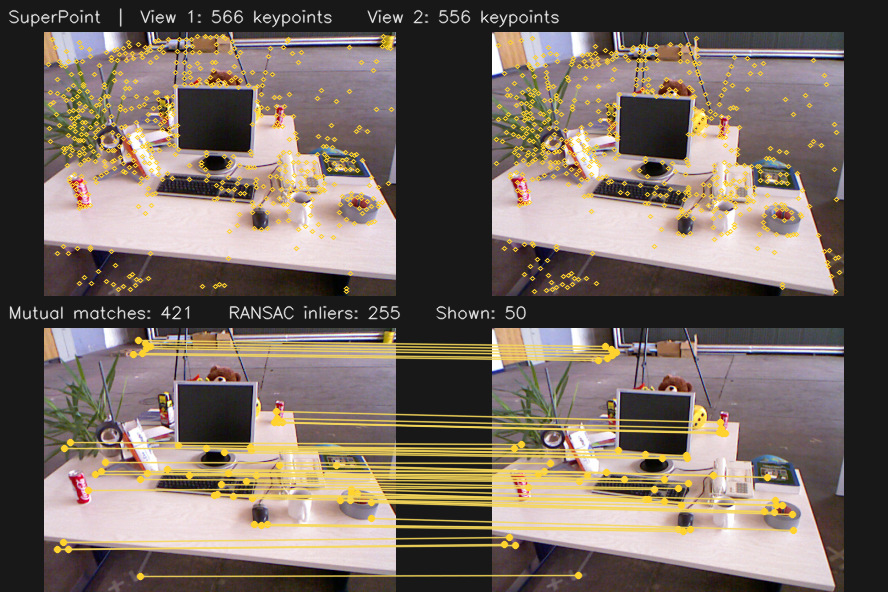 SuperPoint | View 1: 566 keypoints View 2: 556 keypoints
Mutual matches: 421 RANSAC inliers: 255 Shown: 50